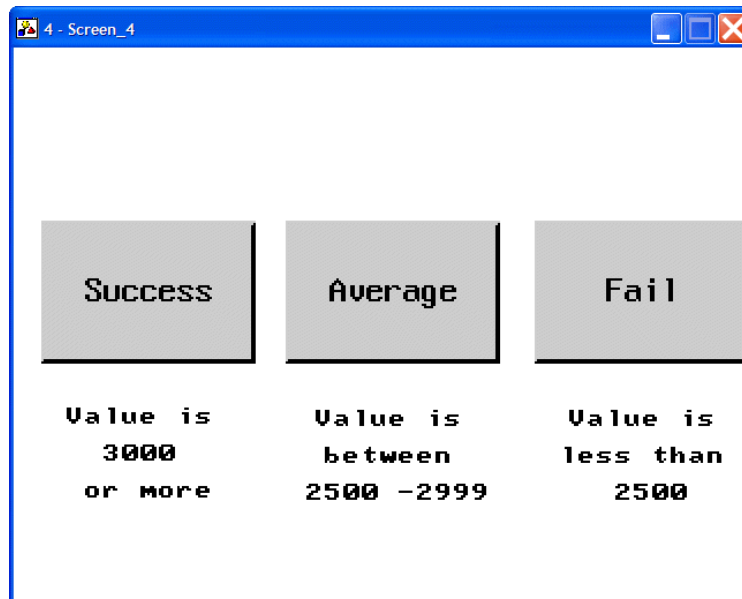 4 - Screen_4
Success
Average
Fail
Value is
3000
or more
Value is
between
2500 -2999
Value is
less than
2500